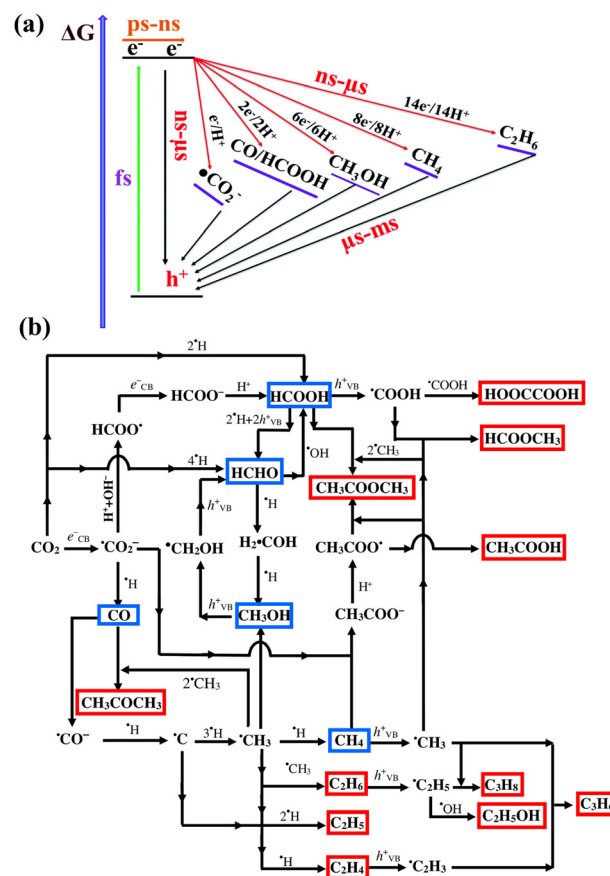 (a)
ΔG
ps-ns
e⁻ e⁻
fs
ns-μs
ns-μs
e⁻/H⁺
2e⁻/2H⁺
6e⁻/6H⁺
8e⁻/8H⁺
14e⁻/14H⁺
•CO₂⁻
CO/HCOOH
CH₃OH
CH₄
C₂H₆
μs-ms
h⁺
(b)
2•H
e⁻CB HCOO⁻ H⁺ HCOOH h⁺VB •COOH •COOH HOOCCOOH
HCOO•
2•H+2h⁺VB
HCOOCH₃
4•H HCHO •OH
2•CH₃
CH₃COOCH₃
H⁺+OH⁻
h⁺VB
•H
CO₂ e⁻CB •CO₂⁻ •CH₂OH H₂•COH CH₃COO• CH₃COOH
•H
•H
H⁺
CO h⁺VB CH₃OH CH₃COO⁻
CH₃COCH₃ 2•CH₃
•CO⁻ •H •C 3•H •CH₃ •H CH₄ h⁺VB •CH₃
•CH₃ C₂H₆ h⁺VB •C₂H₅ C₃H₈
•OH
2•H C₂H₅ C₂H₅OH
•H C₂H₄ h⁺VB •C₂H₃